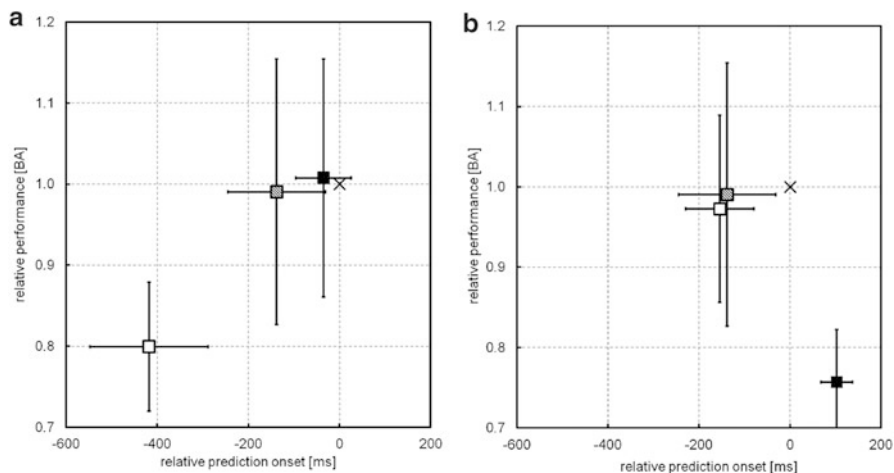 a
1.2
1.1
1.0
0.9
0.8
0.7
relative performance [BA]
-600 -400 -200 0 200
relative prediction onset [ms]
b
1.2
1.1
1.0
0.9
0.8
0.7
relative performance [BA]
-600 -400 -200 0 200
relative prediction onset [ms]